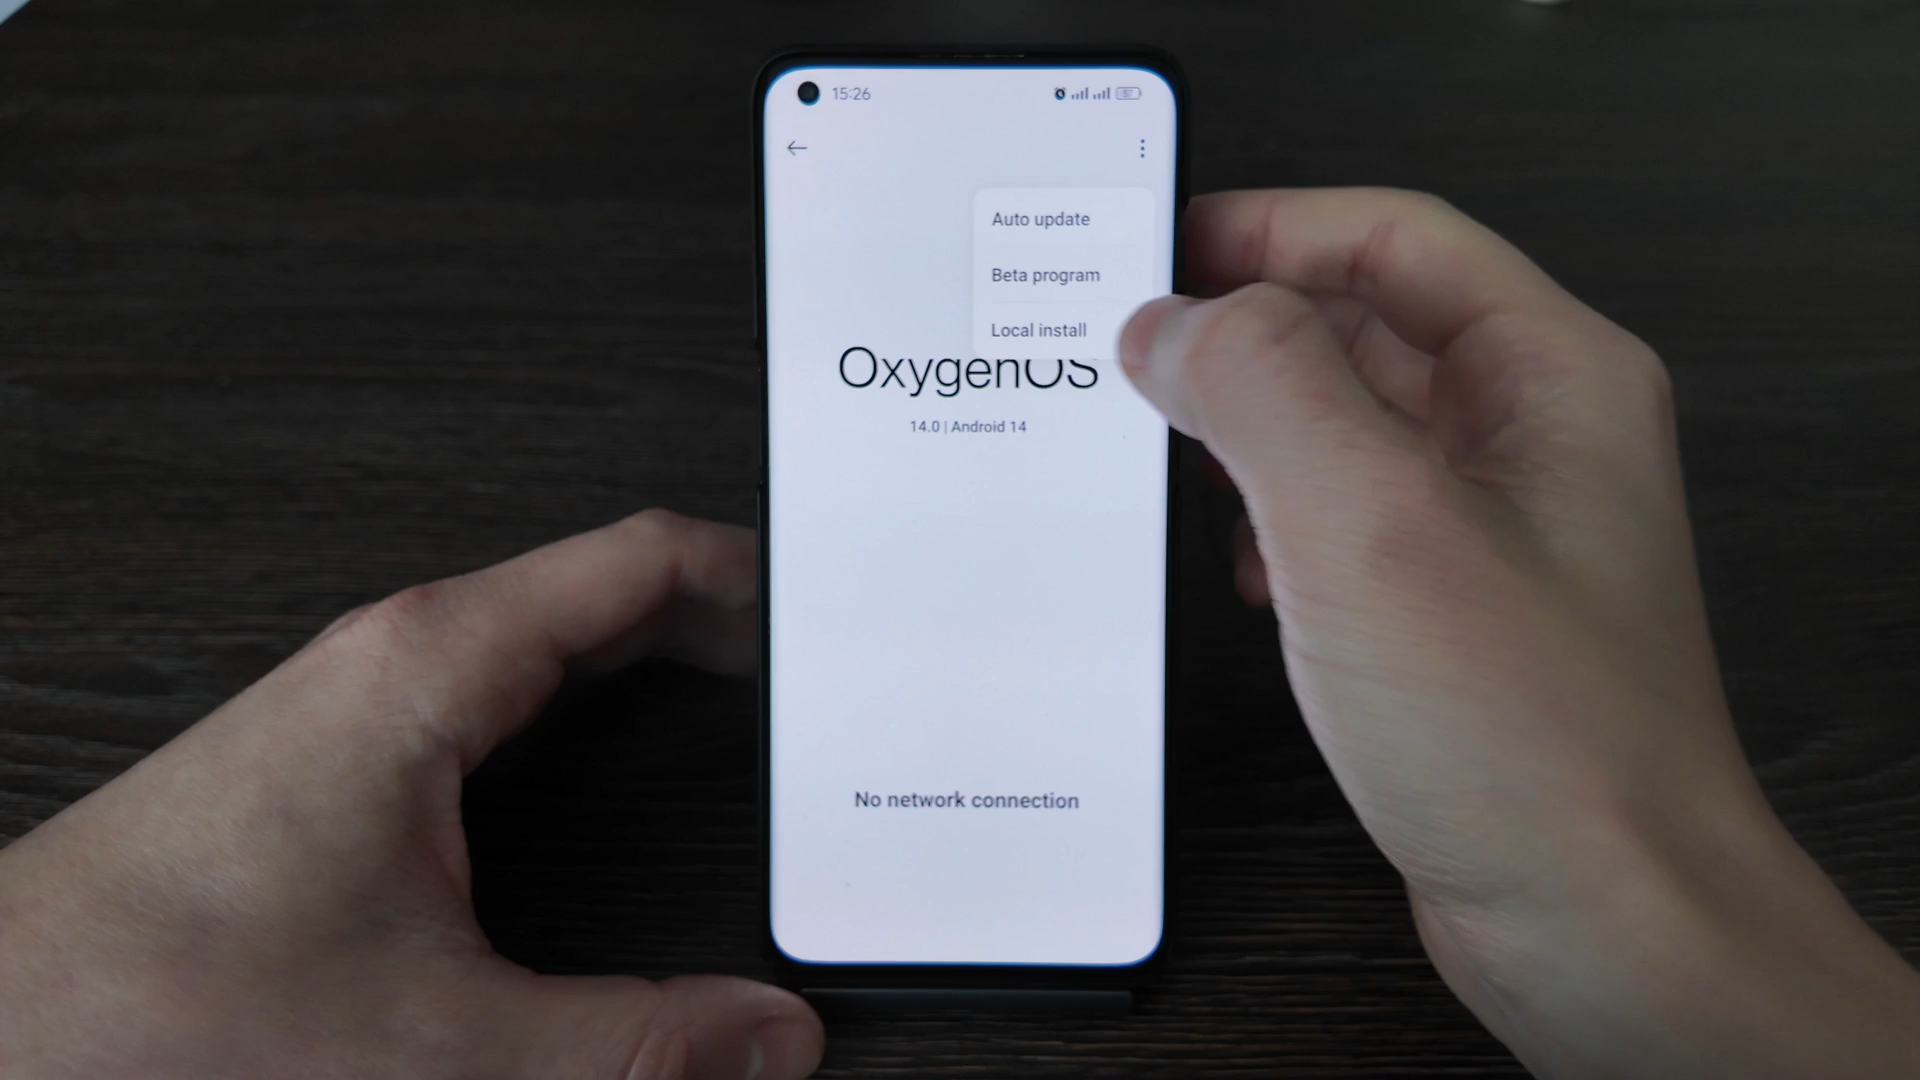 15:26
Auto update
Beta program
Local install
OxygenOS
14.0 | Android 14
No network connection